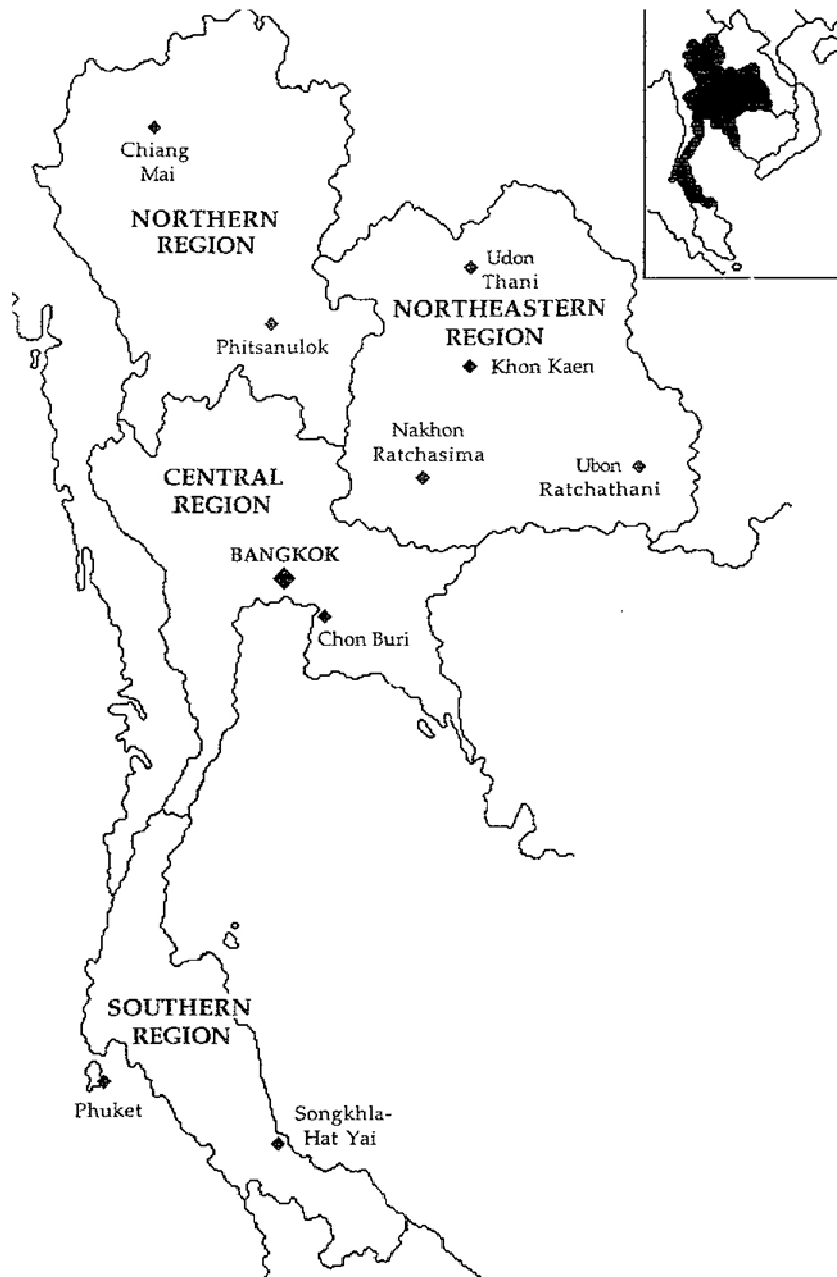 Chiang
Mai
NORTHERN
REGION
Udon
Thani
NORTHEASTERN
REGION
Phitsanulok
Khon Kaen
Nakhon
Ratchasima
Ubon
Ratchathani
CENTRAL
REGION
BANGKOK
Chon Buri
SOUTHERN
REGION
Phuket
Songkhla-
Hat Yai